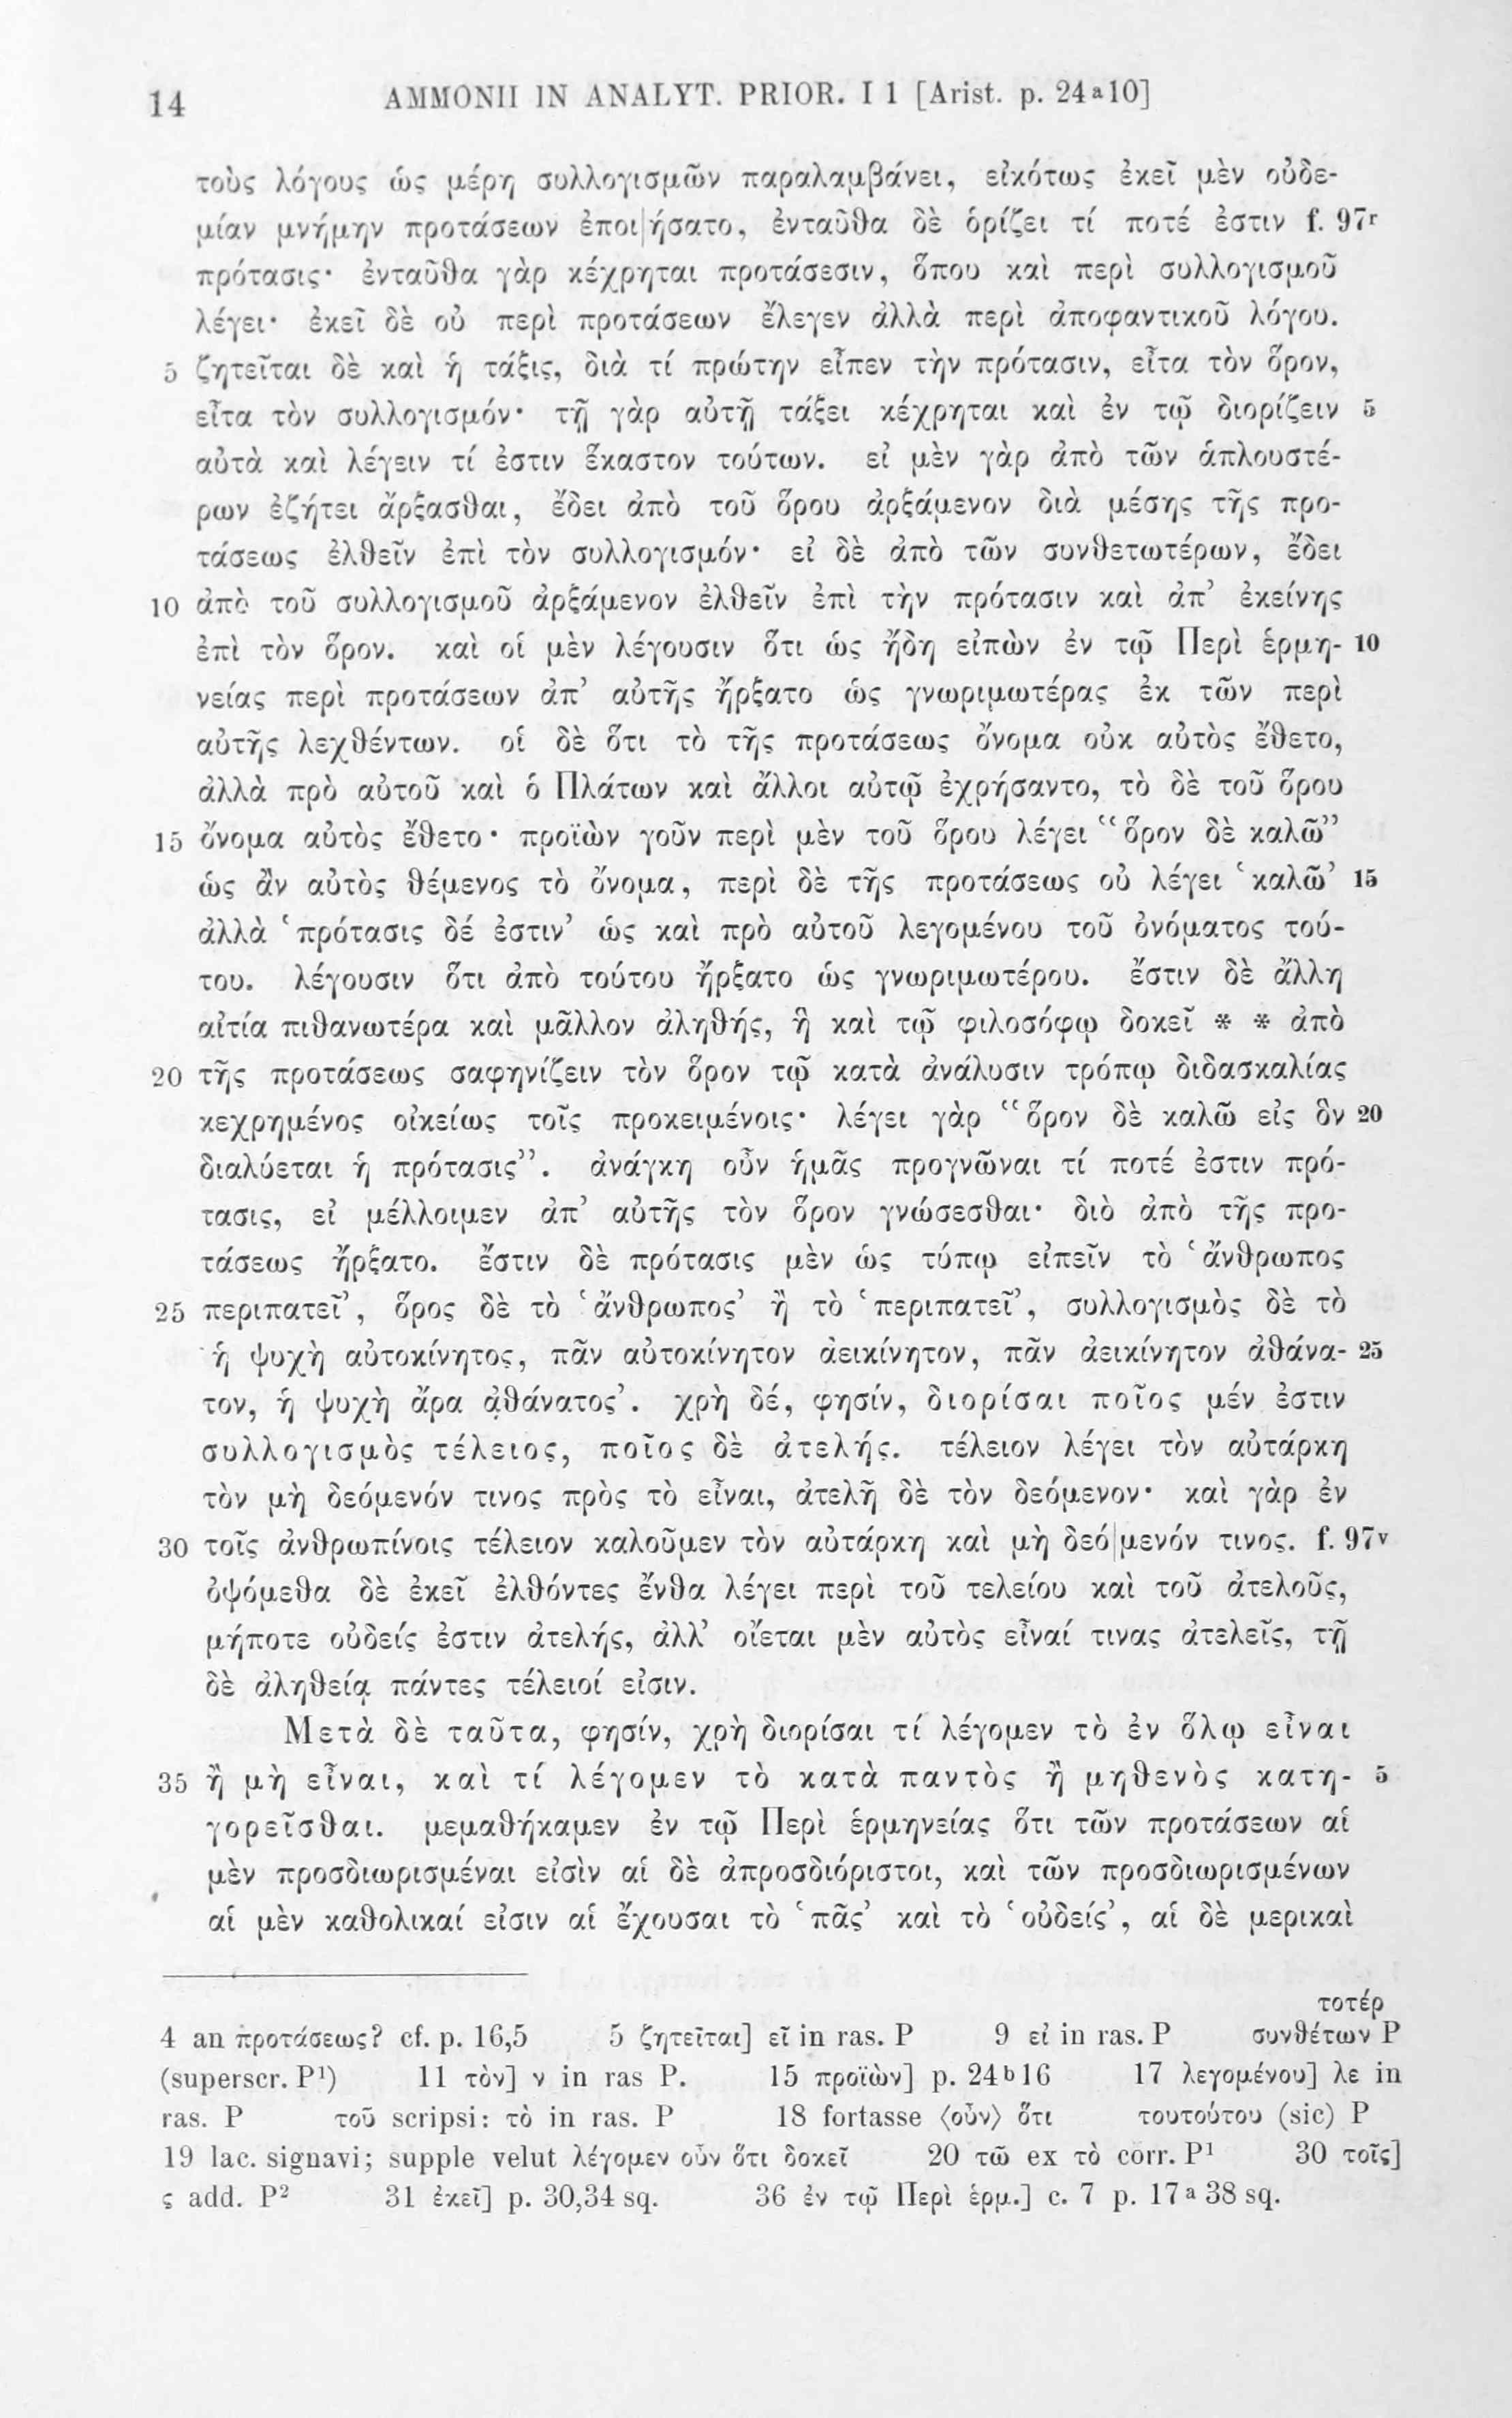 14 AMMONII IN ANALYT. PRIOR. I 1 [Arist. p. 24ᵃ10]
τοὺς λόγους ὡς μέρη συλλογισμῶν παραλαμβάνει, εἰκότως ἐκεῖ μὲν οὐδε-
μίαν μνήμην προτάσεων ἐποι|ήσατο, ἐνταῦθα δὲ ὁρίζει τί ποτέ ἐστιν f. 97ʳ
πρότασις· ἐνταῦθα γὰρ κέχρηται προτάσεσιν, ὅπου καὶ περὶ συλλογισμοῦ
λέγει· ἐκεῖ δὲ οὐ περὶ προτάσεων ἔλεγεν ἀλλὰ περὶ ἀποφαντικοῦ λόγου.
5 ζητεῖται δὲ καὶ ἡ τάξις, διὰ τί πρώτην εἶπεν τὴν πρότασιν, εἶτα τὸν ὅρον,
εἶτα τὸν συλλογισμόν· τῇ γὰρ αὐτῇ τάξει κέχρηται καὶ ἐν τῷ διορίζειν 5
αὐτὰ καὶ λέγειν τί ἐστιν ἕκαστον τούτων. εἰ μὲν γὰρ ἀπὸ τῶν ἁπλουστέ-
ρων ἐζήτει ἄρξασθαι, ἔδει ἀπὸ τοῦ ὅρου ἀρξάμενον διὰ μέσης τῆς προ-
τάσεως ἐλθεῖν ἐπὶ τὸν συλλογισμόν· εἰ δὲ ἀπὸ τῶν συνθετωτέρων, ἔδει
10 ἀπὸ τοῦ συλλογισμοῦ ἀρξάμενον ἐλθεῖν ἐπὶ τὴν πρότασιν καὶ ἀπ’ ἐκείνης
ἐπὶ τὸν ὅρον. καὶ οἱ μὲν λέγουσιν ὅτι ὡς ἤδη εἰπὼν ἐν τῷ Περὶ ἑρμη- 10
νείας περὶ προτάσεων ἀπ’ αὐτῆς ἤρξατο ὡς γνωριμωτέρας ἐκ τῶν περὶ
αὐτῆς λεχθέντων. οἱ δὲ ὅτι τὸ τῆς προτάσεως ὄνομα οὐκ αὐτὸς ἔθετο,
ἀλλὰ πρὸ αὐτοῦ καὶ ὁ Πλάτων καὶ ἄλλοι αὐτῷ ἐχρήσαντο, τὸ δὲ τοῦ ὅρου
15 ὄνομα αὐτὸς ἔθετο· προϊὼν γοῦν περὶ μὲν τοῦ ὅρου λέγει “ὅρον δὲ καλῶ”
ὡς ἂν αὐτὸς θέμενος τὸ ὄνομα, περὶ δὲ τῆς προτάσεως οὐ λέγει ‘καλῶ’ 15
ἀλλὰ ‘πρότασις δέ ἐστιν’ ὡς καὶ πρὸ αὐτοῦ λεγομένου τοῦ ὀνόματος τού-
του. λέγουσιν ὅτι ἀπὸ τούτου ἤρξατο ὡς γνωριμωτέρου. ἔστιν δὲ ἄλλη
αἰτία πιθανωτέρα καὶ μᾶλλον ἀληθής, ἣ καὶ τῷ φιλοσόφῳ δοκεῖ * * ἀπὸ
20 τῆς προτάσεως σαφηνίζειν τὸν ὅρον τῷ κατὰ ἀνάλυσιν τρόπῳ διδασκαλίας
κεχρημένος οἰκείως τοῖς προκειμένοις· λέγει γὰρ “ὅρον δὲ καλῶ εἰς ὃν 20
διαλύεται ἡ πρότασις”. ἀνάγκη οὖν ἡμᾶς προγνῶναι τί ποτέ ἐστιν πρό-
τασις, εἰ μέλλοιμεν ἀπ’ αὐτῆς τὸν ὅρον γνώσεσθαι· διὸ ἀπὸ τῆς προ-
τάσεως ἤρξατο. ἔστιν δὲ πρότασις μὲν ὡς τύπῳ εἰπεῖν τὸ ‘ἄνθρωπος
25 περιπατεῖ’, ὅρος δὲ τὸ ‘ἄνθρωπος’ ἢ τὸ ‘περιπατεῖ’, συλλογισμὸς δὲ τὸ
‘ἡ ψυχὴ αὐτοκίνητος, πᾶν αὐτοκίνητον ἀεικίνητον, πᾶν ἀεικίνητον ἀθάνα- 25
τον, ἡ ψυχὴ ἄρα ἀθάνατος’. χρὴ δέ, φησίν, διορίσαι ποῖος μέν ἐστιν
συλλογισμὸς τέλειος, ποῖος δὲ ἀτελής. τέλειον λέγει τὸν αὐτάρκη
τὸν μὴ δεόμενόν τινος πρὸς τὸ εἶναι, ἀτελῆ δὲ τὸν δεόμενον· καὶ γὰρ ἐν
30 τοῖς ἀνθρωπίνοις τέλειον καλοῦμεν τὸν αὐτάρκη καὶ μὴ δεό|μενόν τινος. f. 97ᵛ
ὀψόμεθα δὲ ἐκεῖ ἐλθόντες ἔνθα λέγει περὶ τοῦ τελείου καὶ τοῦ ἀτελοῦς,
μήποτε οὐδείς ἐστιν ἀτελής, ἀλλ’ οἴεται μὲν αὐτὸς εἶναί τινας ἀτελεῖς, τῇ
δὲ ἀληθείᾳ πάντες τέλειοί εἰσιν.
Μετὰ δὲ ταῦτα, φησίν, χρὴ διορίσαι τί λέγομεν τὸ ἐν ὅλῳ εἶναι
35 ἢ μὴ εἶναι, καὶ τί λέγομεν τὸ κατὰ παντὸς ἢ μηθενὸς κατη- 5
γορεῖσθαι. μεμαθήκαμεν ἐν τῷ Περὶ ἑρμηνείας ὅτι τῶν προτάσεων αἱ
μὲν προσδιωρισμέναι εἰσὶν αἱ δὲ ἀπροσδιόριστοι, καὶ τῶν προσδιωρισμένων
αἱ μὲν καθολικαί εἰσιν αἱ ἔχουσαι τὸ ‘πᾶς’ καὶ τὸ ‘οὐδείς’, αἱ δὲ μερικαὶ
τοτέρ
4 an προτάσεως? cf. p. 16,5 5 ζητεῖται] εῖ in ras. P 9 εἰ in ras. P συνθέτων P
(superscr. P¹) 11 τὸν] ν in ras P. 15 προϊὼν] p. 24ᵇ16 17 λεγομένου] λε in
ras. P τοῦ scripsi: τὸ in ras. P 18 fortasse ⟨οὖν⟩ ὅτι τουτούτου (sic) P
19 lac. signavi; supple velut λέγομεν οὖν ὅτι δοκεῖ 20 τῶ ex τὸ corr. P¹ 30 τοῖς]
ς add. P² 31 ἐκεῖ] p. 30,34 sq. 36 ἐν τῷ Περὶ ἑρμ.] c. 7 p. 17ᵃ38 sq.